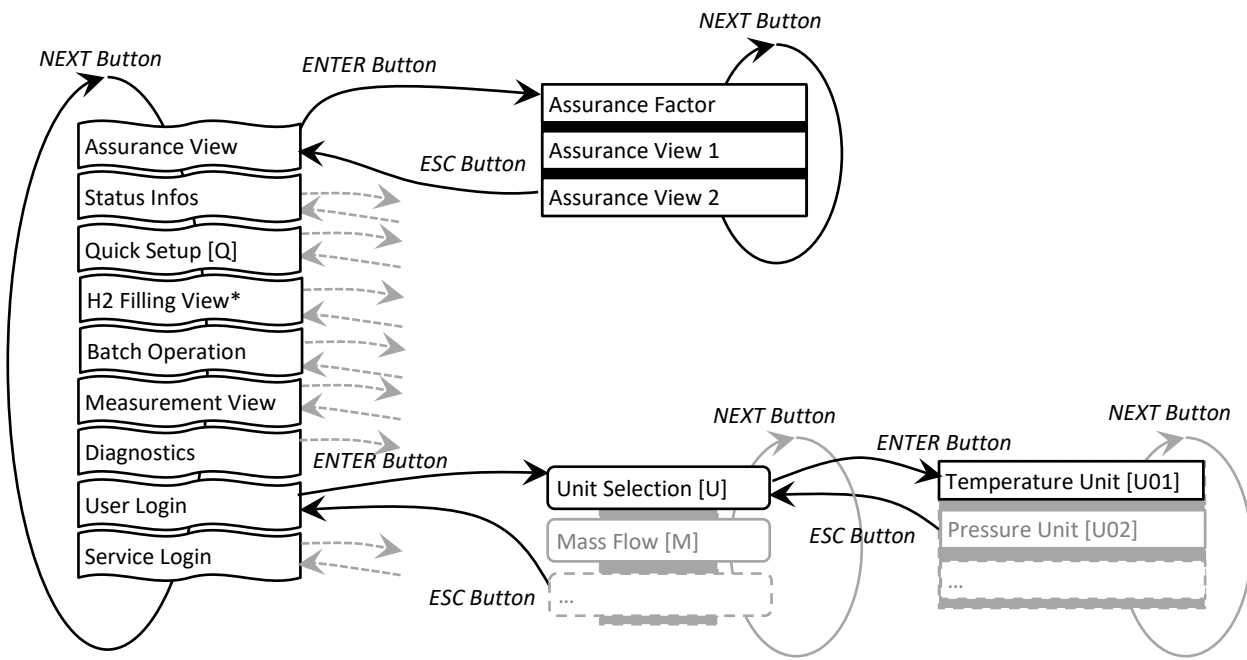 NEXT Button
NEXT Button
ENTER Button
Assurance Factor
Assurance View
Assurance View 1
ESC Button
Status Infos
Assurance View 2
Quick Setup [Q]
H2 Filling View*
Batch Operation
Measurement View
NEXT Button
NEXT Button
Diagnostics
ENTER Button
ENTER Button
Unit Selection [U]
Temperature Unit [U01]
User Login
Mass Flow [M]
ESC Button
Pressure Unit [U02]
Service Login
ESC Button
...
...